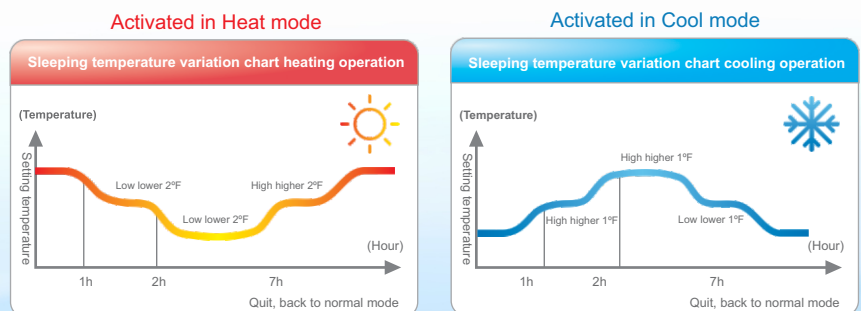 Activated in Heat mode
Sleeping temperature variation chart heating operation
(Temperature)
Setting temperature
Low lower 2ºF
High higher 2ºF
Low lower 2ºF
(Hour)
1h
2h
7h
Quit, back to normal mode
Activated in Cool mode
Sleeping temperature variation chart cooling operation
(Temperature)
Setting temperature
High higher 1ºF
High higher 1ºF
Low lower 1ºF
(Hour)
1h
2h
7h
Quit, back to normal mode